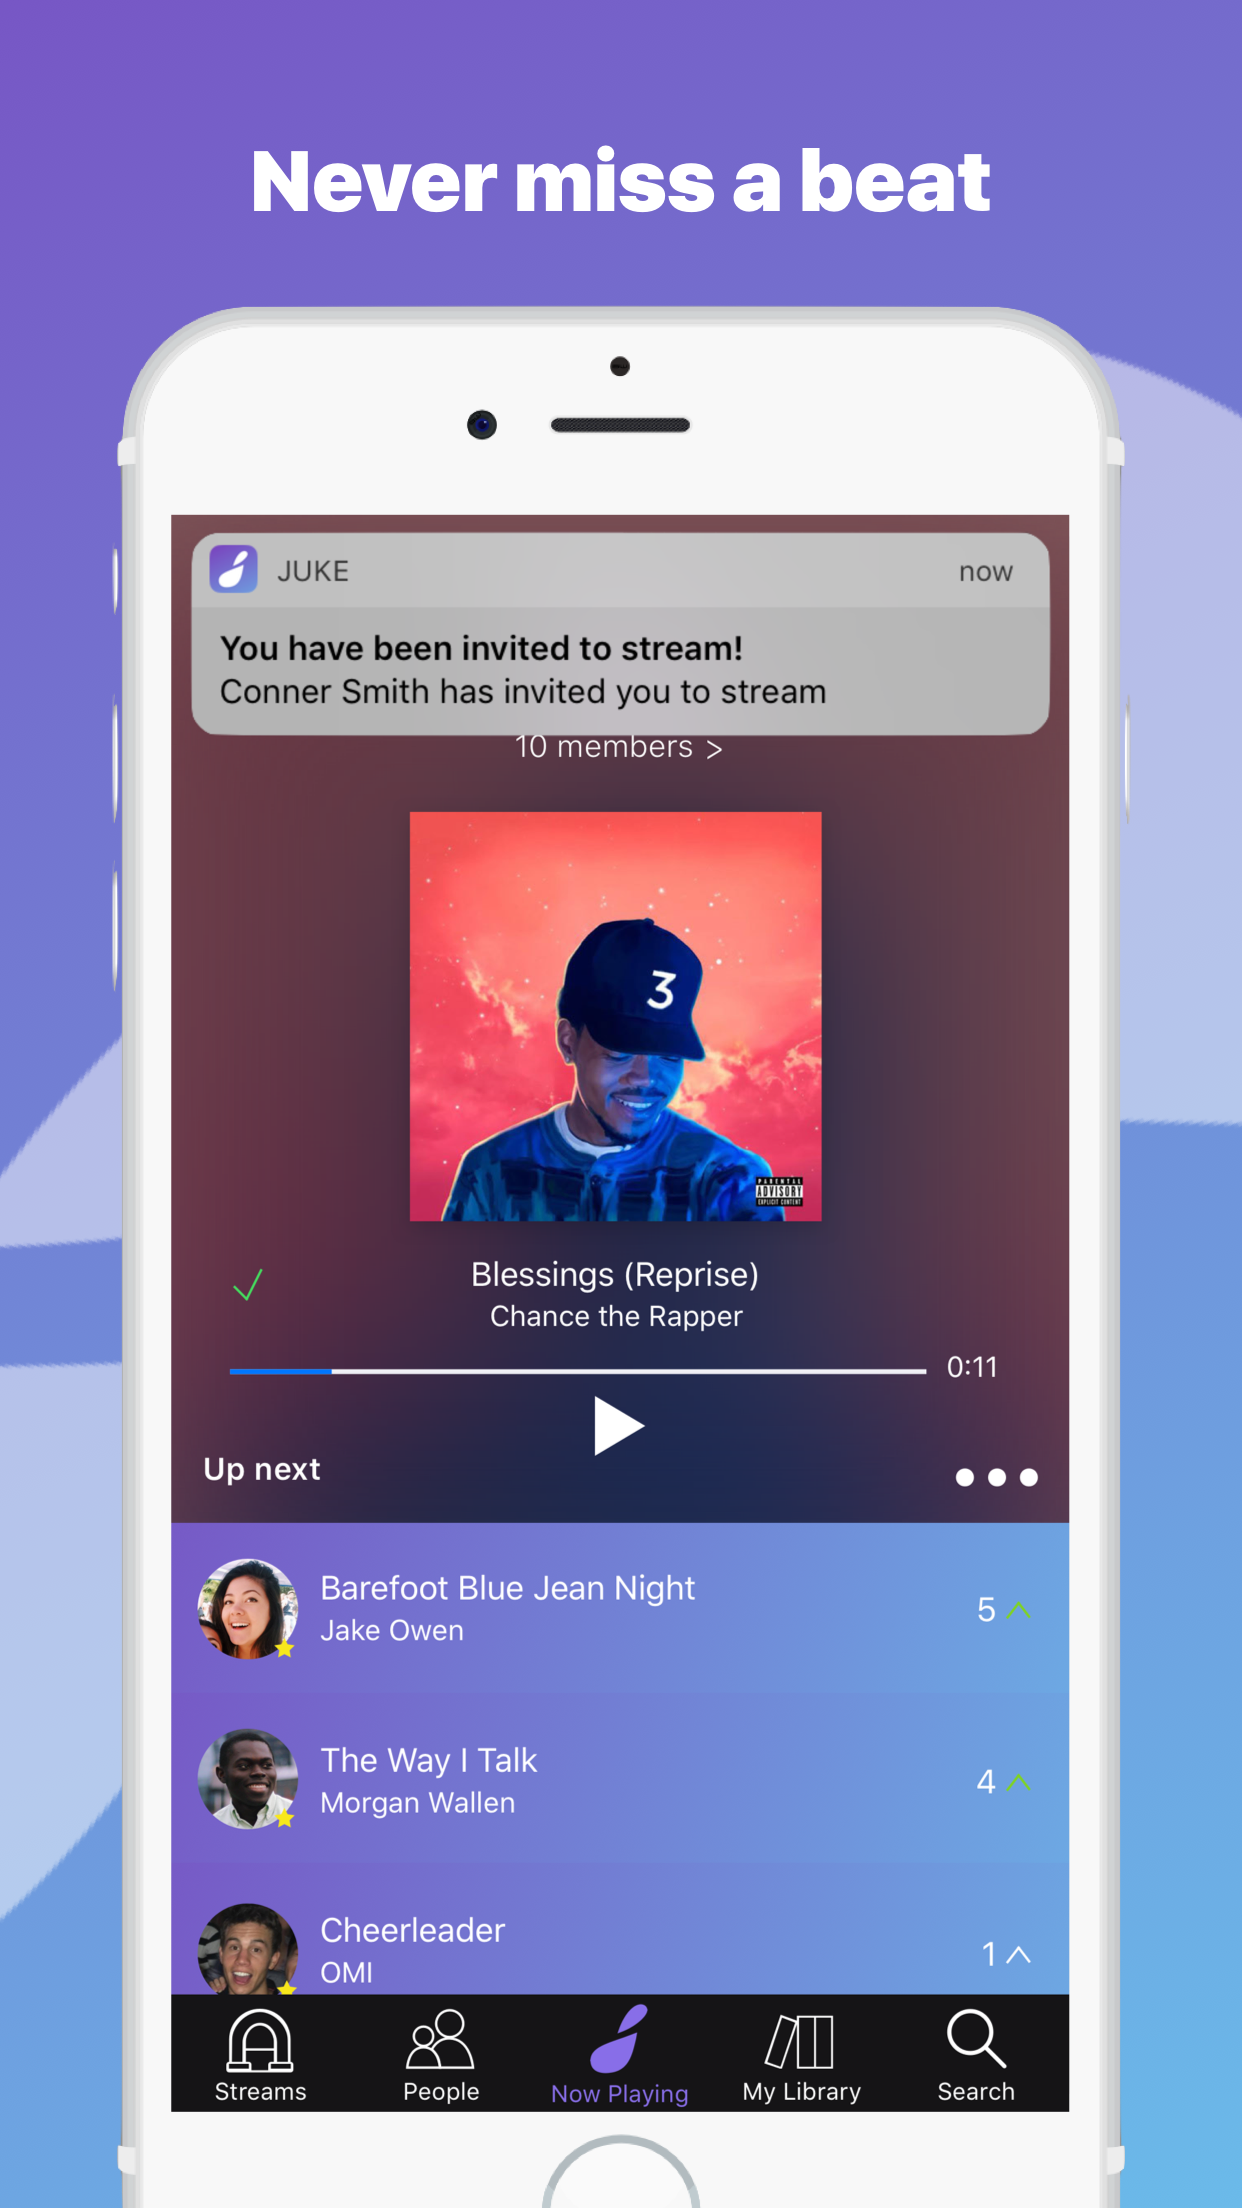 Never miss a beat
JUKE
now
You have been invited to stream!
Conner Smith has invited you to stream
10 members >
3
PARENTAL
ADVISORY
EXPLICIT CONTENT
Blessings (Reprise)
Chance the Rapper
0:11
Up next
Barefoot Blue Jean Night
Jake Owen
5
The Way I Talk
Morgan Wallen
4
Cheerleader
OMI
1
Streams
People
Now Playing
My Library
Search